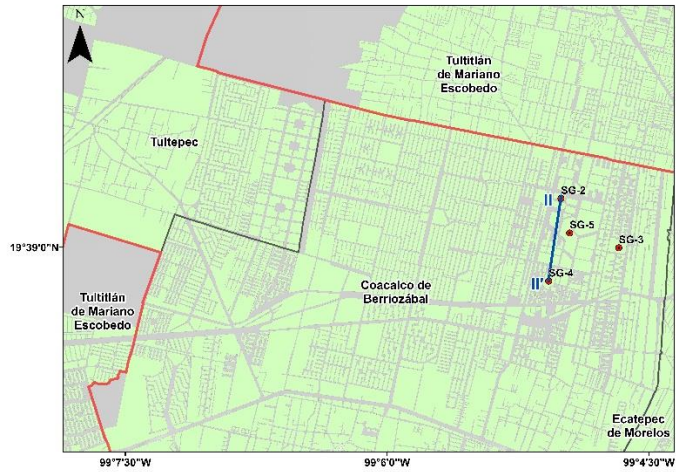 N
Tultitlán
de Mariano
Escobedo
Tultepec
SG-2
II
SG-5
SG-3
19°39'0"N
SG-4
II'
Coacalco de
Berriozábal
Tultitlán
de Mariano
Escobedo
Ecatepec
de Morelos
99°7'30"W
99°6'0"W
99°4'30"W